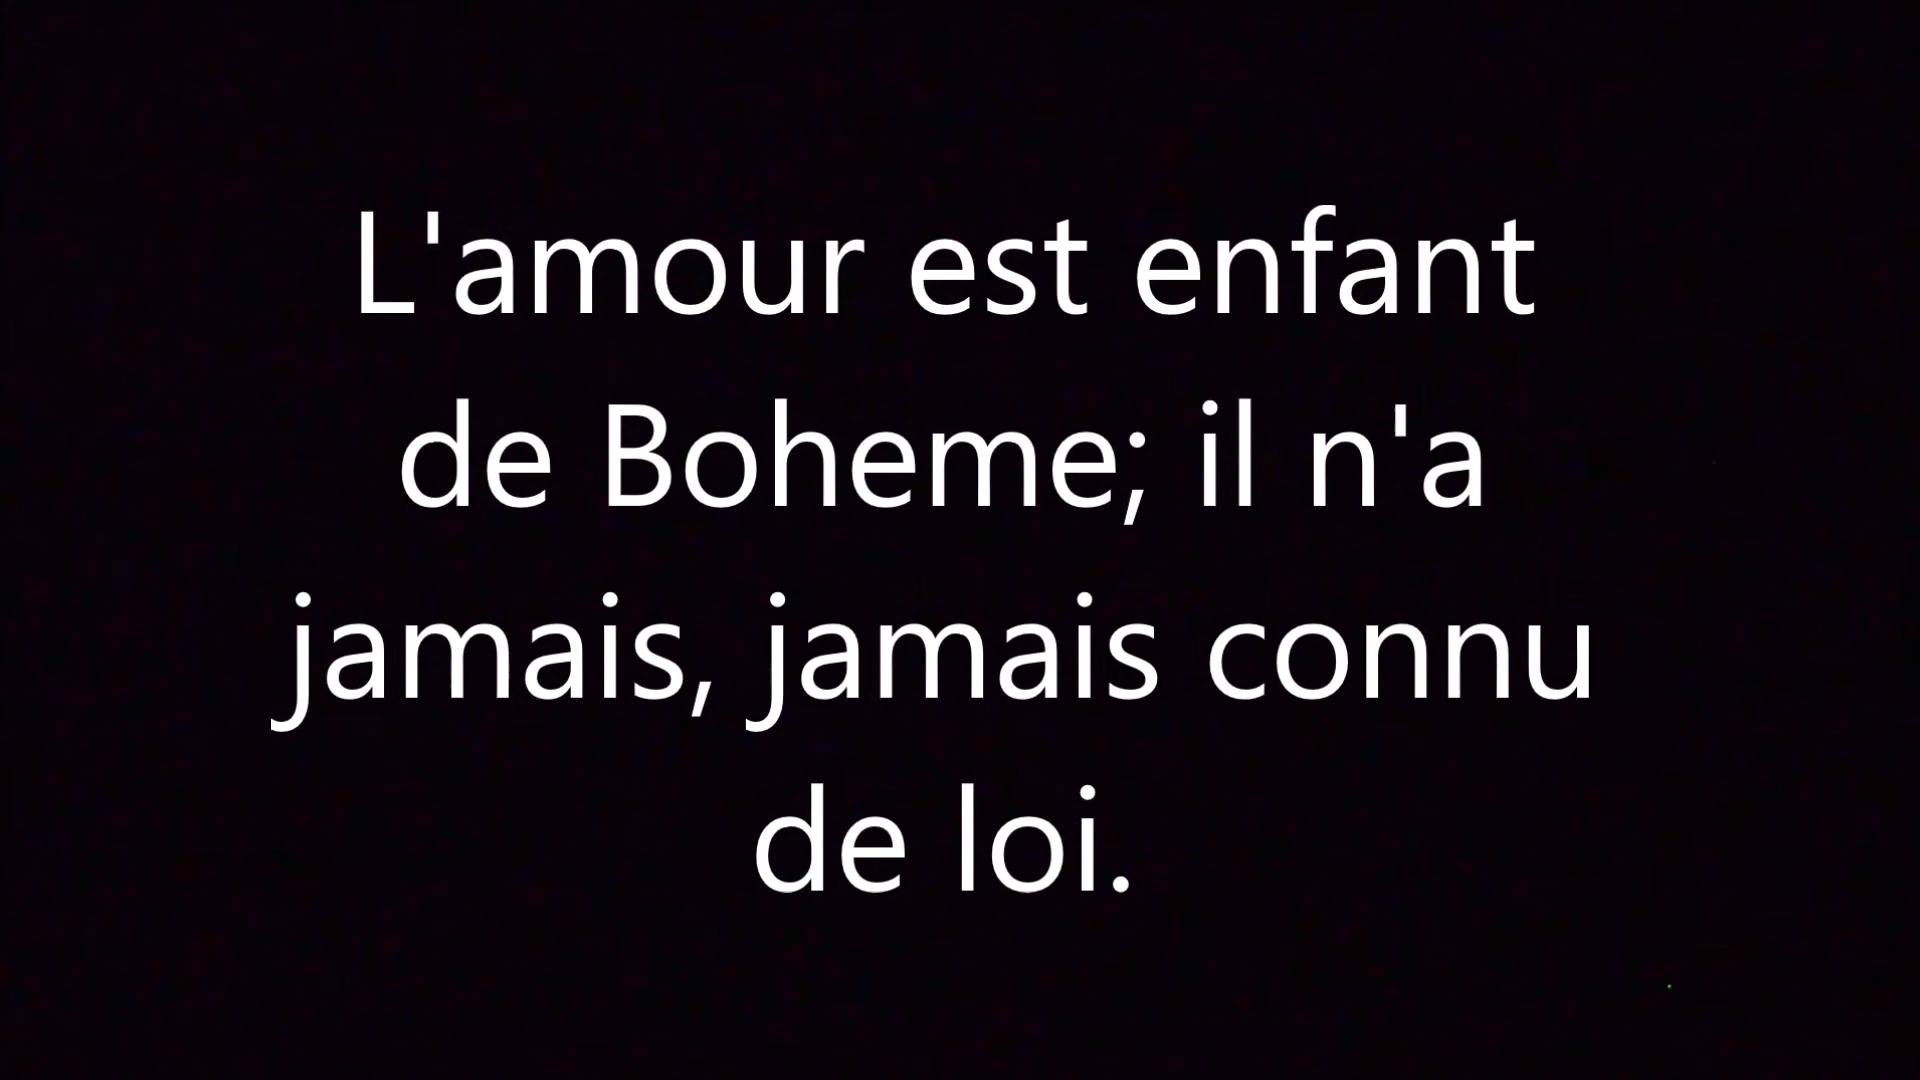 L'amour est enfant
de Boheme; il n'a
jamais, jamais connu
de loi.